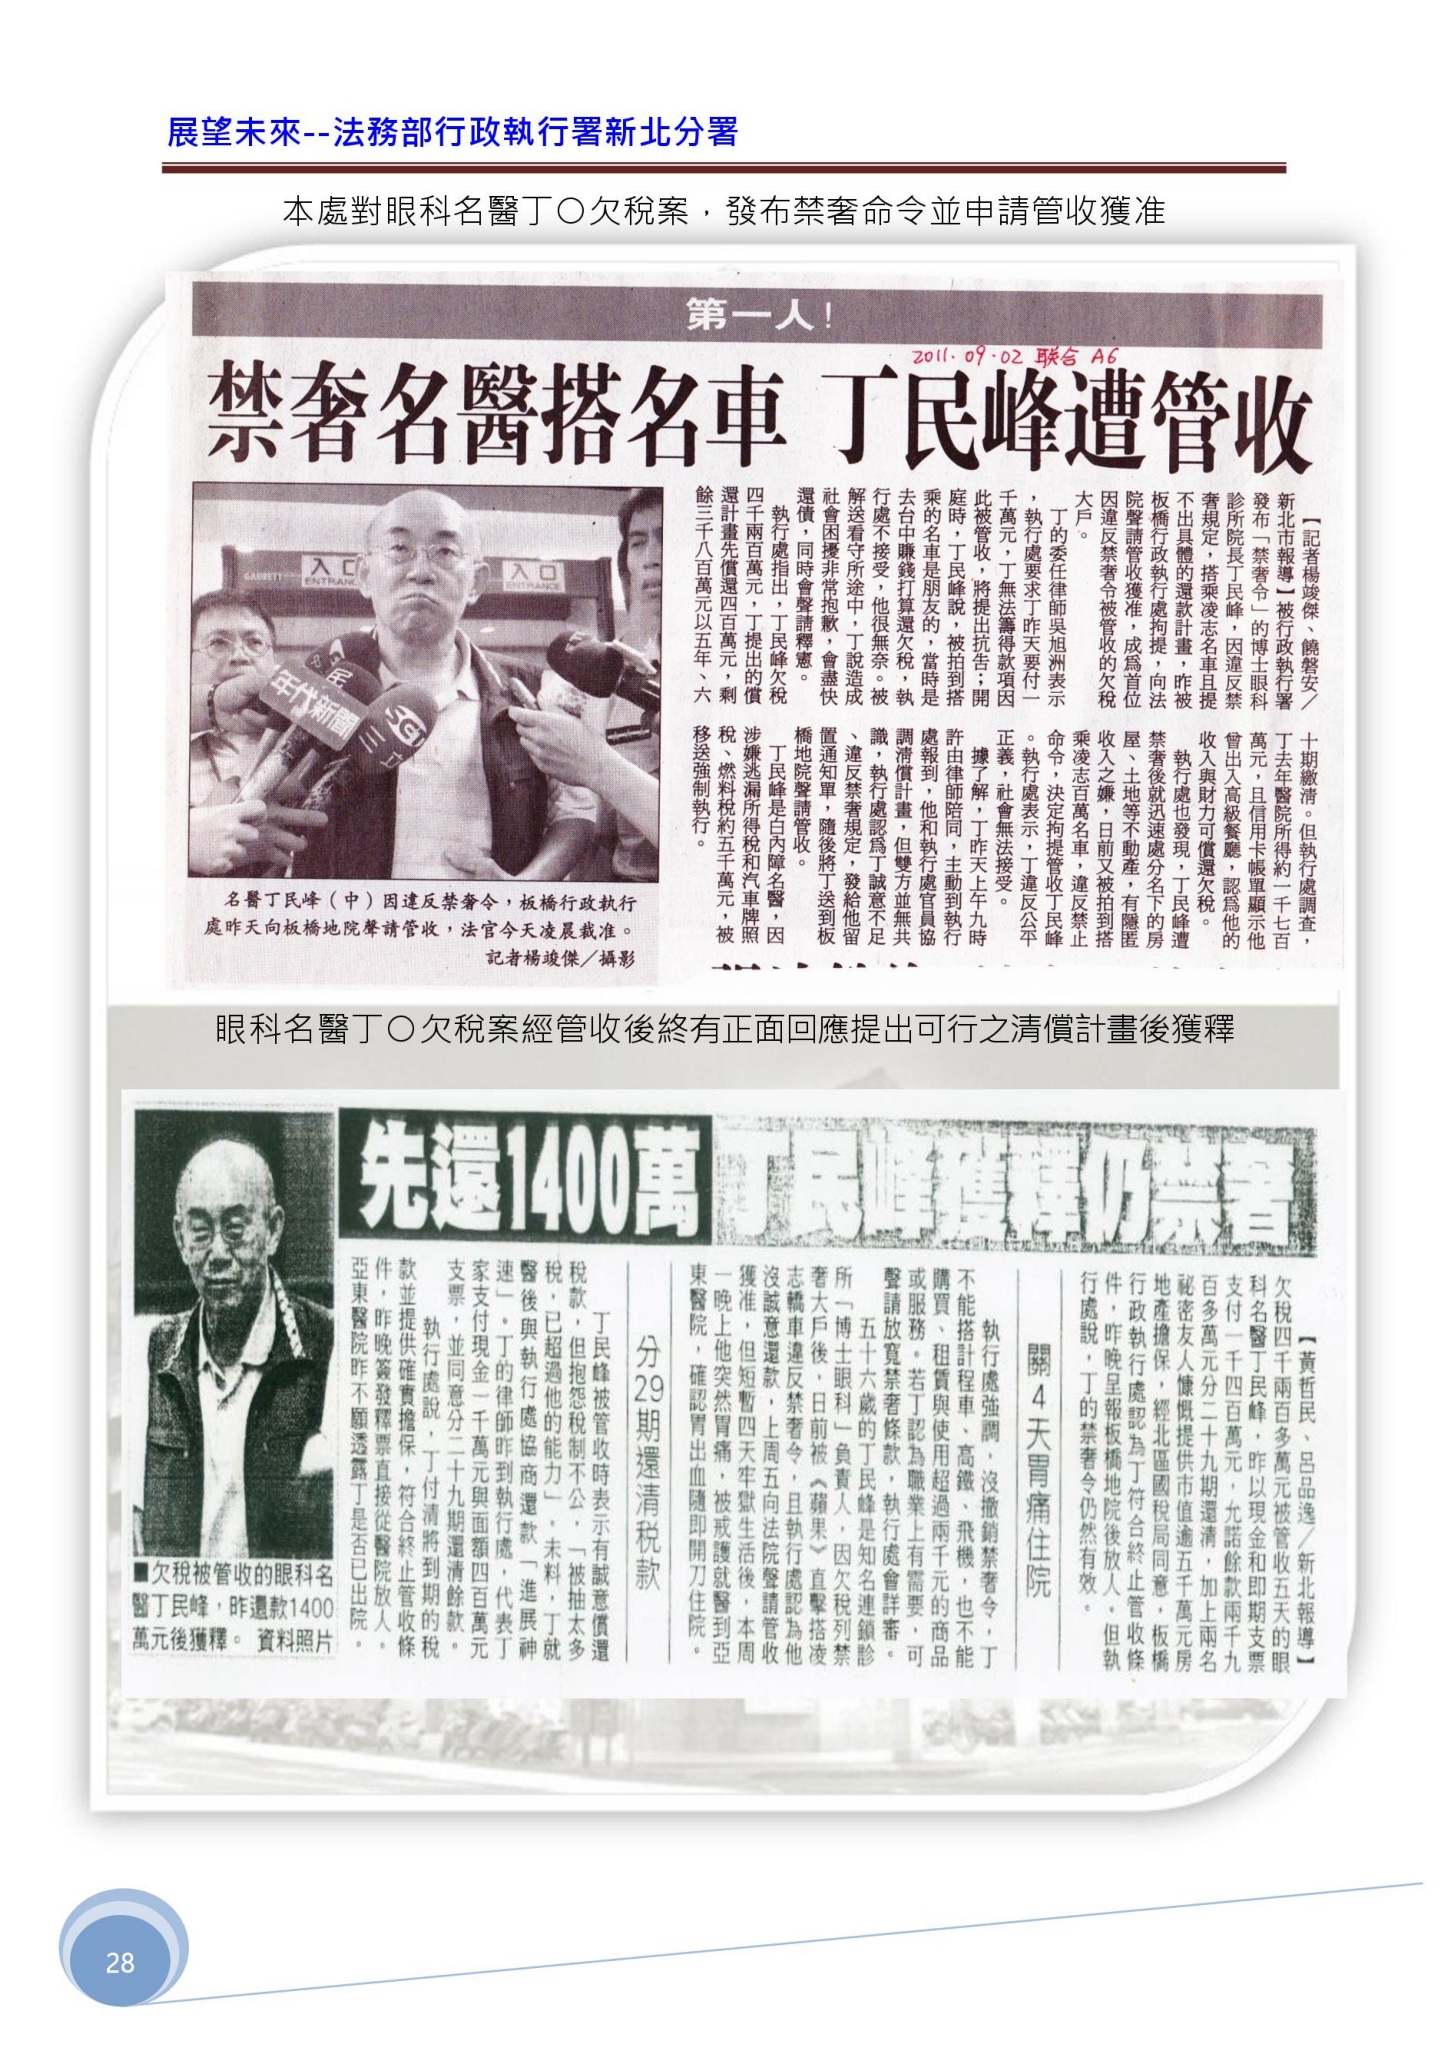 展望未來--法務部行政執行署新北分署
本處對眼科名醫丁〇欠稅案，發布禁奢命令並申請管收獲准
第一人！
2011.09.02 联合 A6
禁奢名醫搭名車 丁民峰遭管收
【記者楊竣傑、饒磐安／
新北市報導】被行政執行署
發布「禁奢令」的博士眼科
診所院長丁民峰，因違反禁
奢規定，搭乘凌志名車且提
不出具體的還款計畫，昨被
板橋行政執行處拘提，向法
院聲請管收獲准，成為首位
因違反禁奢令被管收的欠稅
大戶。
丁的委任律師吳旭洲表示
，執行處要求丁昨天要付一
千萬元，丁無法籌得款項因
此被管收，將提出抗告；開
庭時，丁民峰說，被拍到搭
乘的名車是朋友的，當時是
去台中賺錢打算還欠稅，執
行處不接受，他很無奈。被
解送看守所途中，丁說造成
社會困擾非常抱歉，會盡快
還債，同時會聲請釋憲。
執行處指出，丁民峰欠稅
四千兩百萬元，丁提出的償
還計畫先償還四百萬元，剩
餘三千八百萬元以五年、六
十期繳清。但執行處調查，
丁去年醫院所得約一千七百
萬元，且信用卡帳單顯示他
曾出入高級餐廳，認為他的
收入與財力可償還欠稅。
執行處也發現，丁民峰遭
禁奢後就迅速處分名下的房
屋、土地等不動產，有隱匿
收入之嫌，日前又被拍到搭
乘凌志百萬名車，違反禁止
命令，決定拘提管收丁民峰
。執行處表示，丁違反公平
正義，社會無法接受。
據了解，丁昨天上午九時
許由律師陪同，主動到執行
處報到，他和執行處官員協
調清償計畫，但雙方並無共
識，執行處認為丁誠意不足
、違反禁奢規定，發給他留
置通知單，隨後將丁送到板
橋地院聲請管收。
丁民峰是白內障名醫，因
涉嫌逃漏所得稅和汽車牌照
稅、燃料稅約五千萬元，被
移送強制執行。
GARRETT
入口
ENTRANC
入口
ENTRANCE
民
年代新聞
三立
名醫丁民峰（中）因違反禁奢令，板橋行政執行
處昨天向板橋地院聲請管收，法官今天凌晨裁准。
記者楊竣傑／攝影
眼科名醫丁〇欠稅案經管收後終有正面回應提出可行之清償計畫後獲釋
先還1400萬 丁民峰獲釋仍禁奢
【黃哲民、呂品逸／新北報導】
欠稅四千兩百多萬元被管收五天的眼
科名醫丁民峰，昨以現金和即期支票
支付一千四百萬元，允諾餘款兩千九
百多萬元分二十九期還清，加上兩名
祕密友人慷慨提供市值逾五千萬元房
地產擔保，經北區國稅局同意，板橋
行政執行處認為丁符合終止管收條
件，昨晚呈報板橋地院後放人。但執
行處說，丁的禁奢令仍然有效。
關4天胃痛住院
執行處強調，沒撤銷禁奢令，丁
不能搭計程車、高鐵、飛機，也不能
購買、租賃與使用超過兩千元的商品
或服務。若丁認為職業上有需要，可
聲請放寬禁奢條款，執行處會詳審。
五十六歲的丁民峰是知名連鎖診
所「博士眼科」負責人，因欠稅列禁
奢大戶後，日前被《蘋果》直擊搭凌
志轎車違反禁奢令，且執行處認為他
沒誠意還款，上周五向法院聲請管收
獲准，但短暫四天牢獄生活後，本周
一晚上他突然胃痛，被戒護就醫到亞
東醫院，確認胃出血隨即開刀住院。
分29期還清稅款
丁民峰被管收時表示有誠意償還
稅款，但抱怨稅制不公，「被抽太多
稅，已超過他的能力」。未料，丁就
醫後與執行處協商還款「進展神
速」。丁的律師昨到執行處，代表丁
家支付現金一千萬元與面額四百萬元
支票，並同意分二十九期還清餘款。
執行處說，丁付清將到期的稅
款並提供確實擔保，符合終止管收條
件，昨晚簽發釋票直接從醫院放人。
亞東醫院昨不願透露丁是否已出院。
■欠稅被管收的眼科名
醫丁民峰，昨還款1400
萬元後獲釋。 資料照片
28